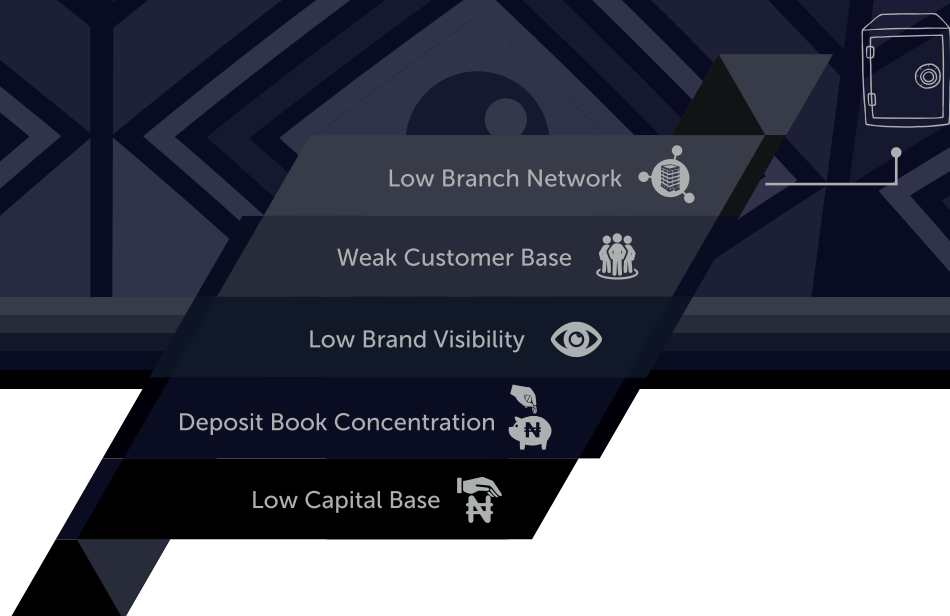 Low Branch Network
Weak Customer Base
Low Brand Visibility
Deposit Book Concentration
₦
Low Capital Base
₦